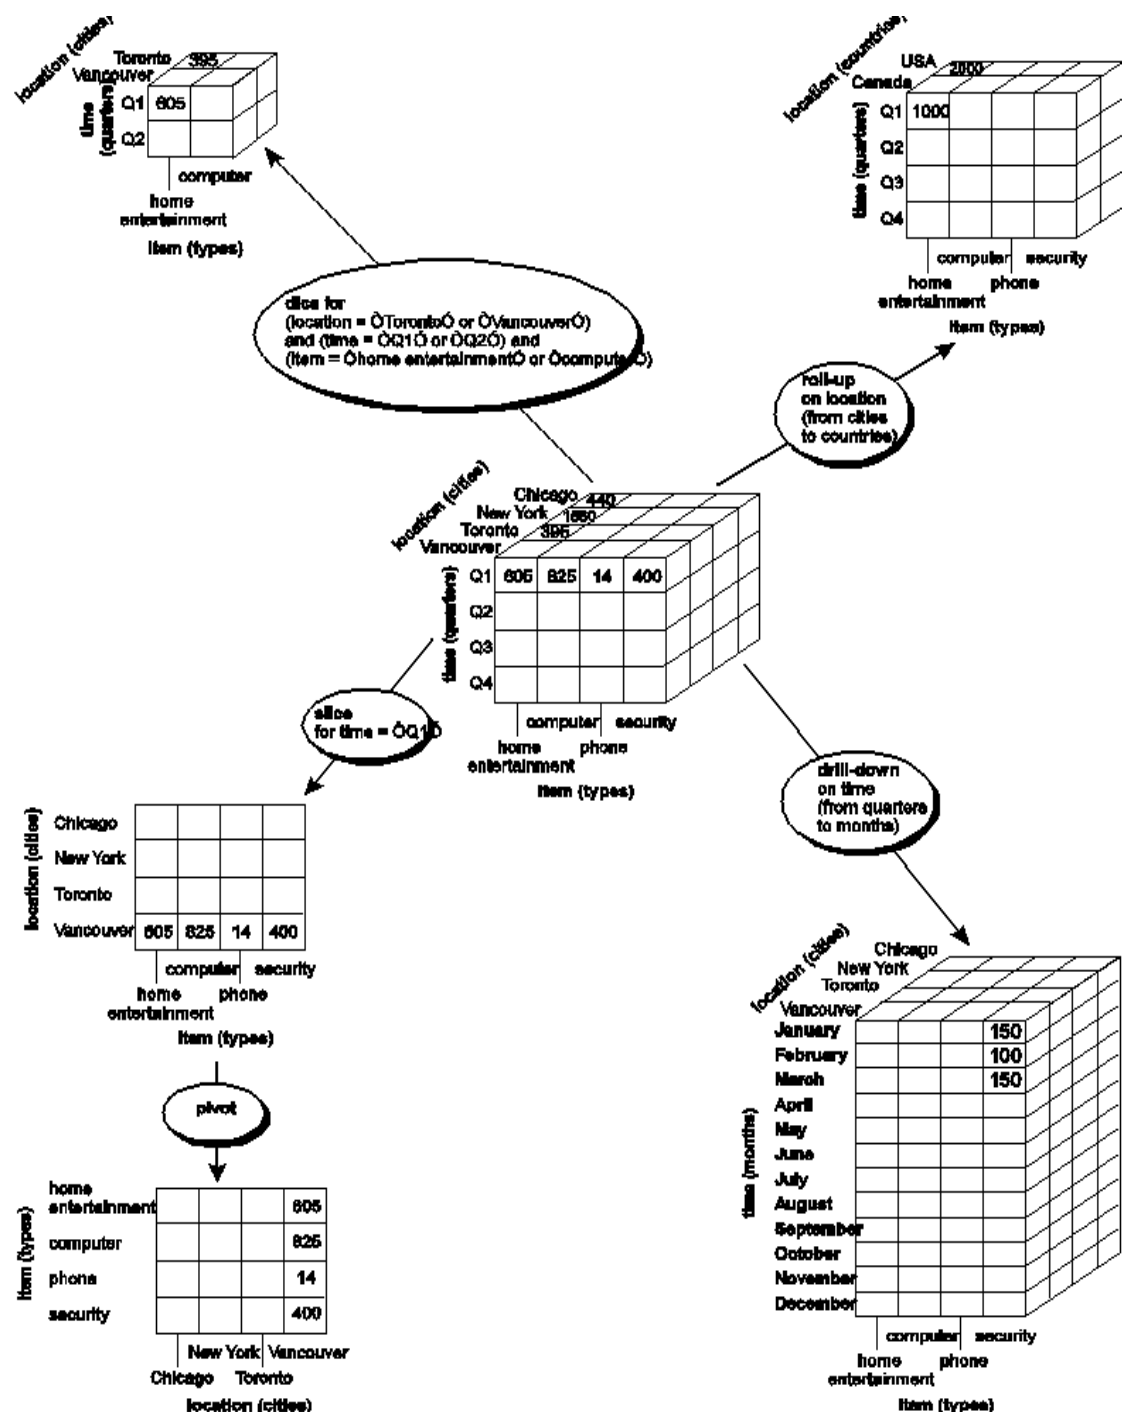 location (cities)
Toronto 395
Vancouver
time (quarters)
Q1 605
Q2
computer
home
entertainment
item (types)
location (countries)
USA 2000
Canada
time (quarters)
Q1 1000
Q2
Q3
Q4
computer security
home phone
entertainment
item (types)
dice for
(location = ÒTorontoÓ or ÒVancouverÓ)
and (time = ÒQ1Ó or ÒQ2Ó) and
(item = Òhome entertainmentÓ or ÒcomputerÓ)
roll-up
on location
(from cities
to countries)
location (cities)
Chicago 440
New York 1560
Toronto 395
Vancouver
time (quarters)
Q1 605 825 14 400
Q2
Q3
Q4
computer security
home phone
entertainment
item (types)
slice
for time = ÒQ1Ó
drill-down
on time
(from quarters
to months)
location (cities)
Chicago
New York
Toronto
Vancouver 605 825 14 400
computer security
home phone
entertainment
item (types)
pivot
item (types)
home
entertainment 605
computer 825
phone 14
security 400
New York Vancouver
Chicago Toronto
location (cities)
location (cities)
Chicago
New York
Toronto
Vancouver
time (months)
January 150
February 100
March 150
April
May
June
July
August
September
October
November
December
computer security
home phone
entertainment
item (types)